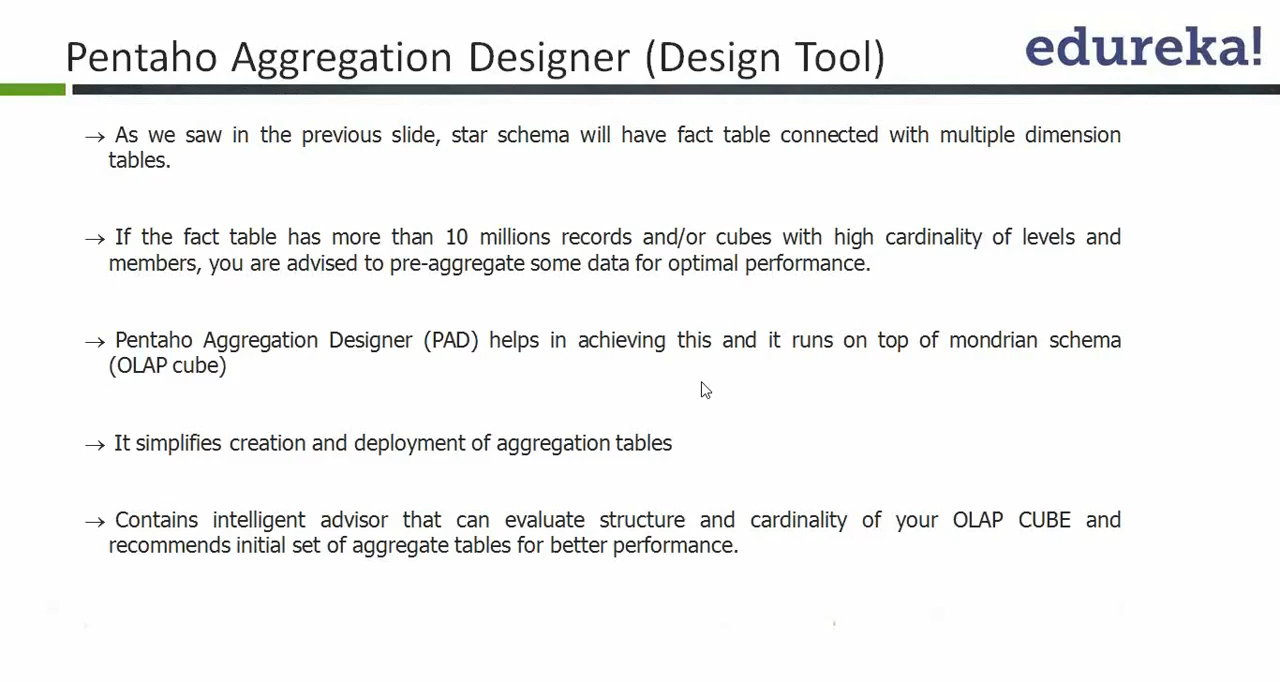 Pentaho Aggregation Designer (Design Tool)
edureka!
→ As we saw in the previous slide, star schema will have fact table connected with multiple dimension
tables.
→ If the fact table has more than 10 millions records and/or cubes with high cardinality of levels and
members, you are advised to pre-aggregate some data for optimal performance.
→ Pentaho Aggregation Designer (PAD) helps in achieving this and it runs on top of mondrian schema
(OLAP cube)
→ It simplifies creation and deployment of aggregation tables
→ Contains intelligent advisor that can evaluate structure and cardinality of your OLAP CUBE and
recommends initial set of aggregate tables for better performance.